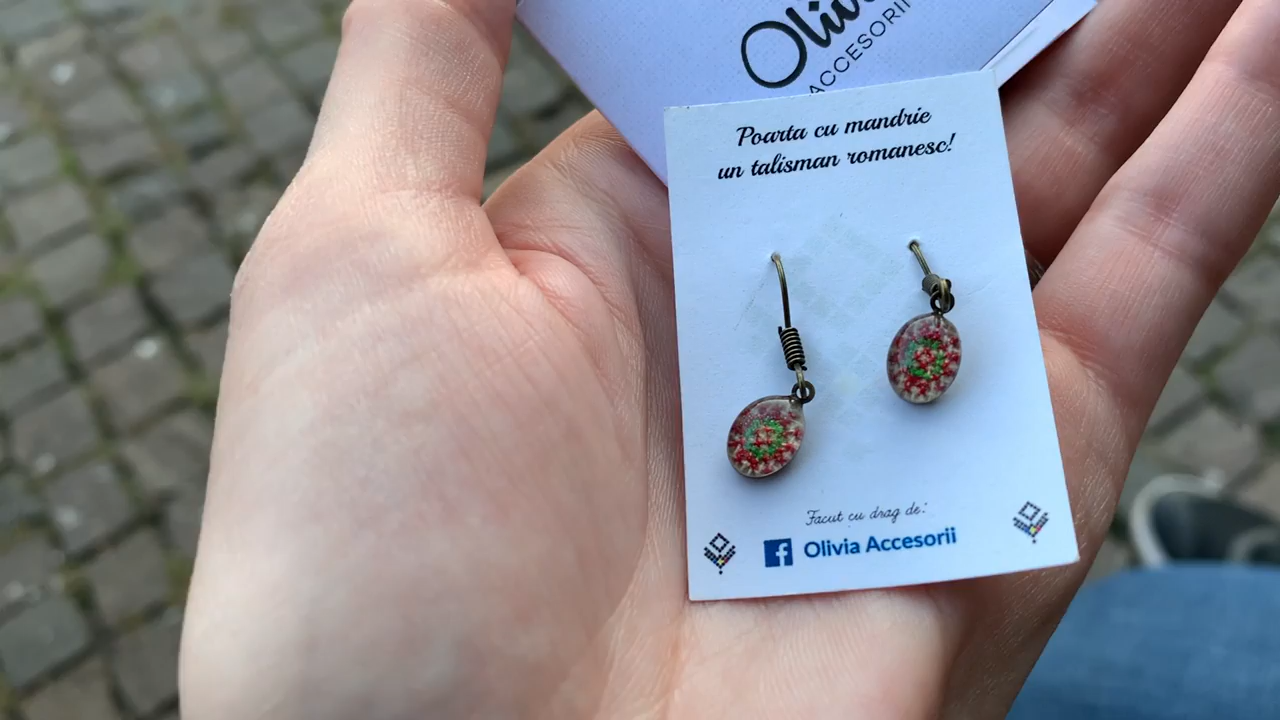 ACCESORII
Poarta cu mandrie
un talisman romanesc!
Facut cu drag de:
Olivia Accesorii